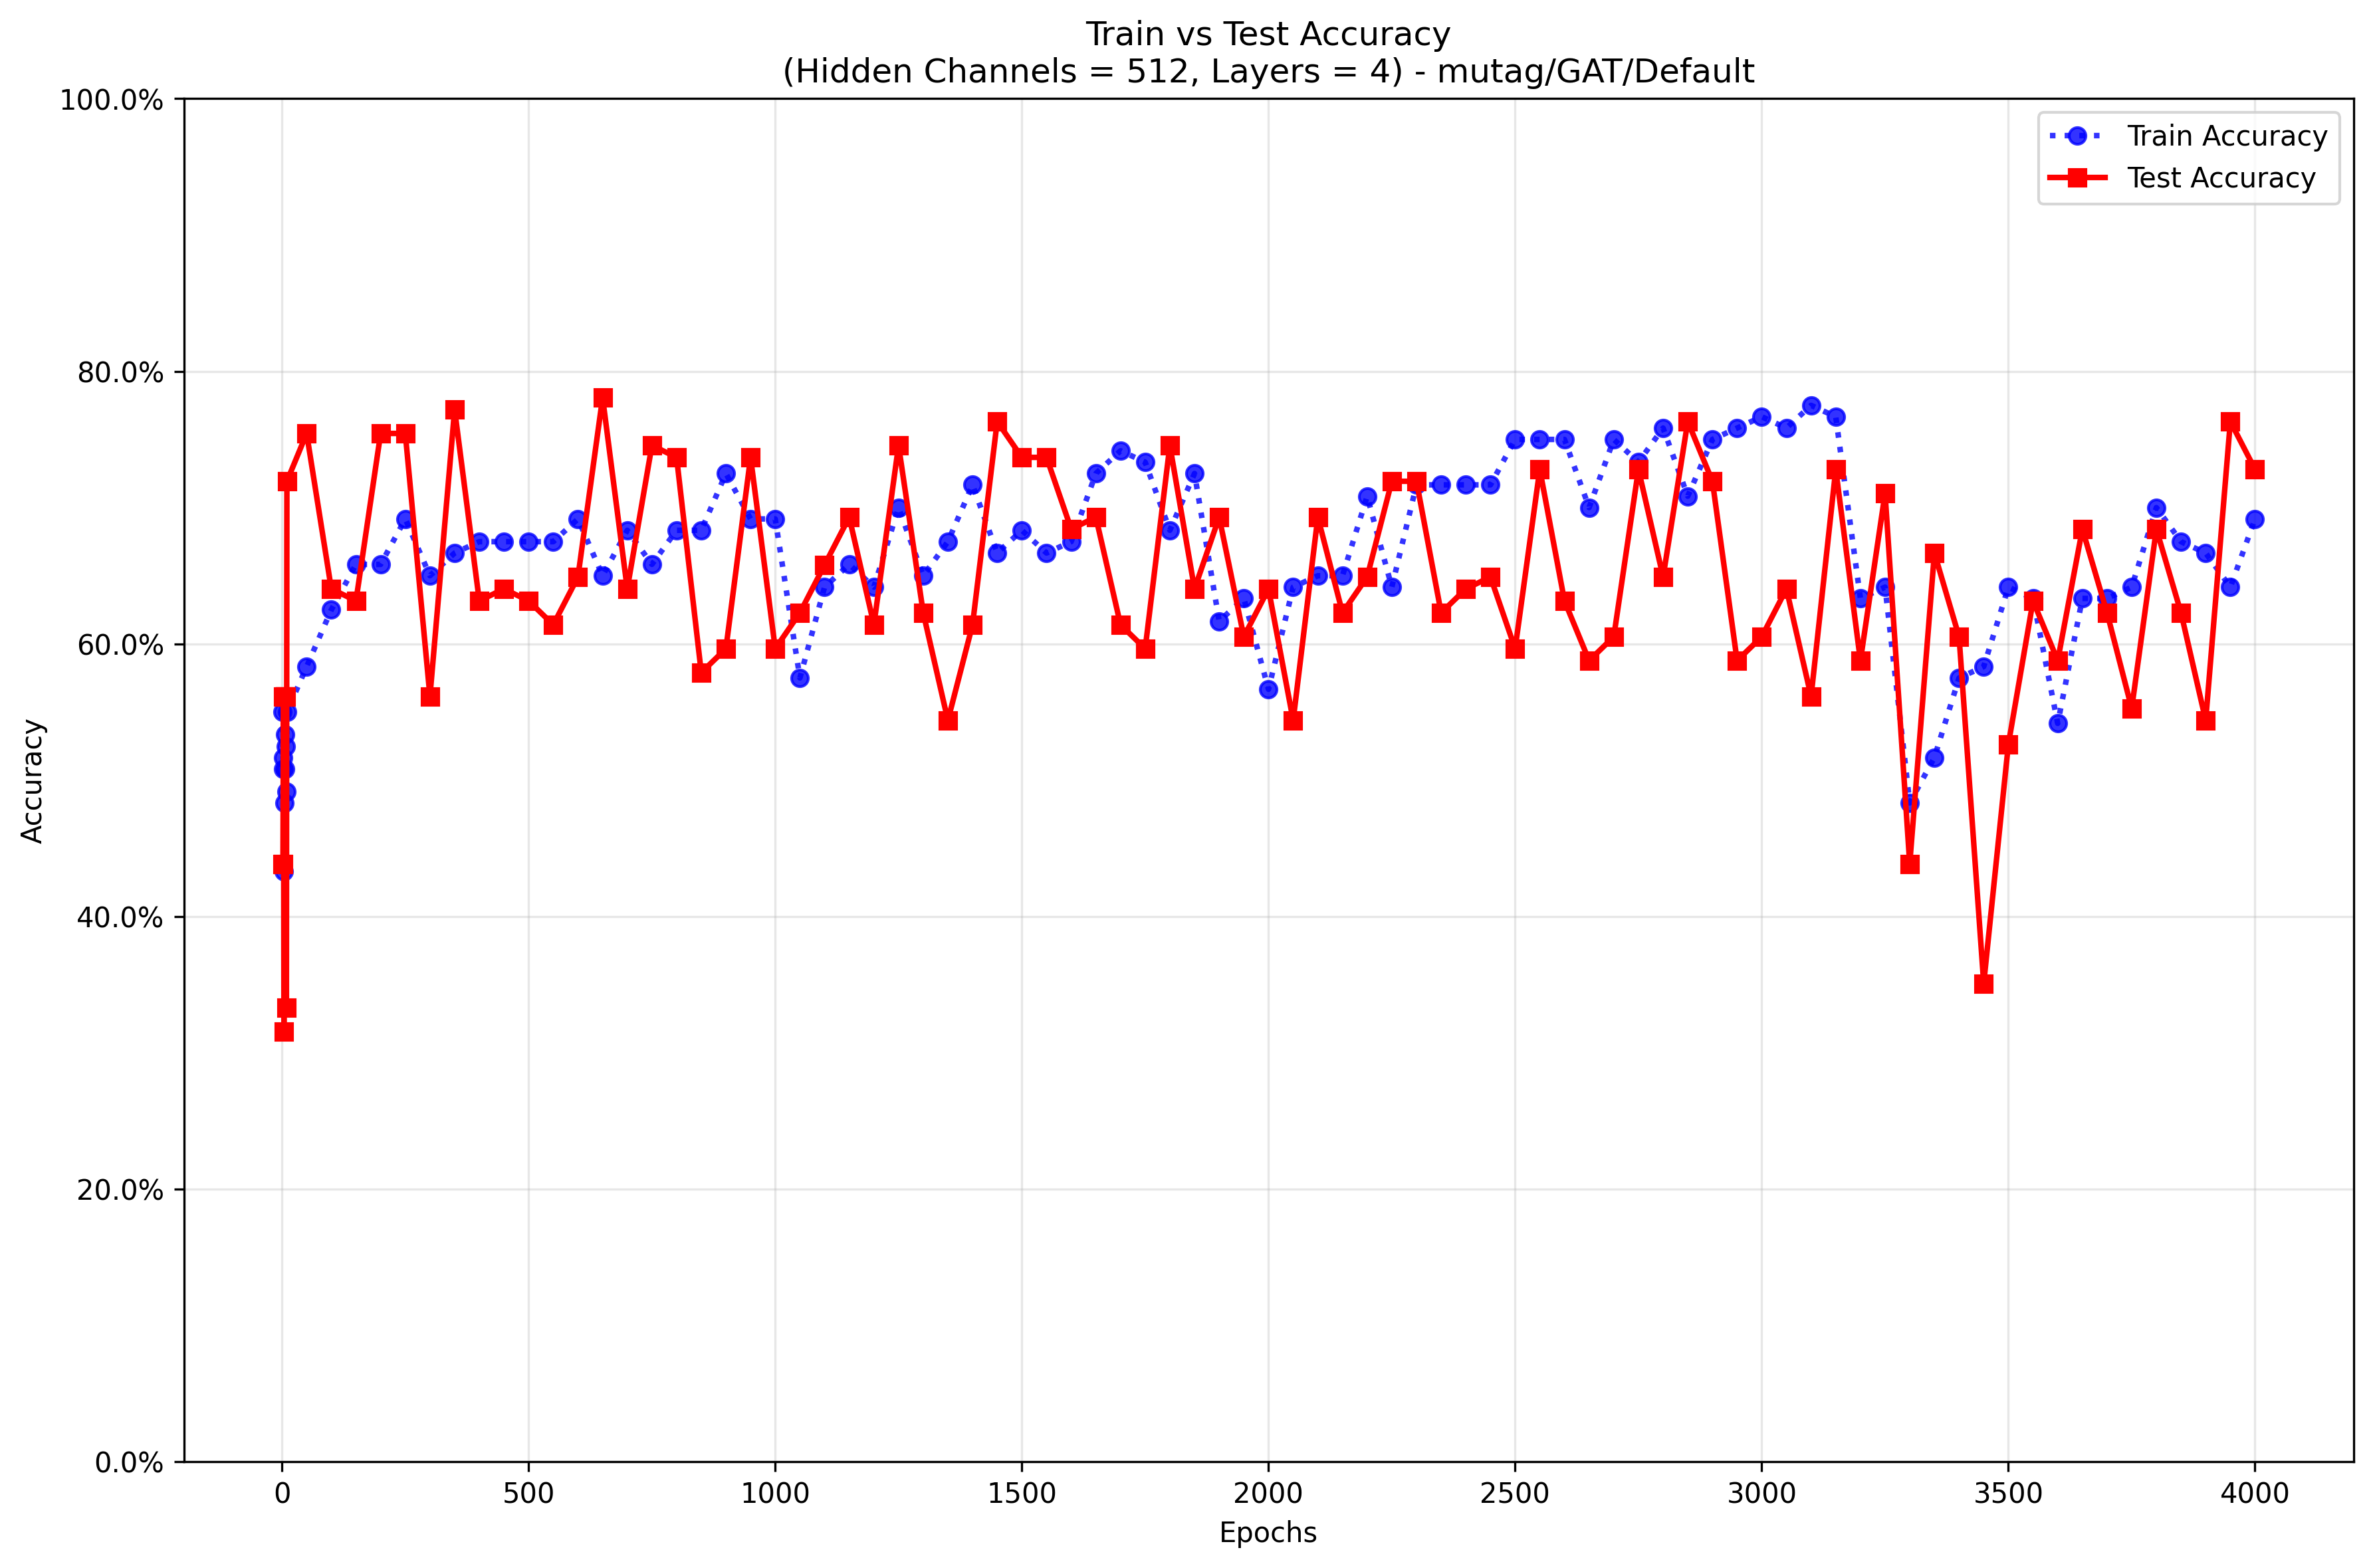 Train vs Test Accuracy
(Hidden Channels = 512, Layers = 4) - mutag/GAT/Default
100.0%
80.0%
60.0%
40.0%
20.0%
0.0%
Accuracy
Train Accuracy
Test Accuracy
0 500 1000 1500 2000 2500 3000 3500 4000
Epochs